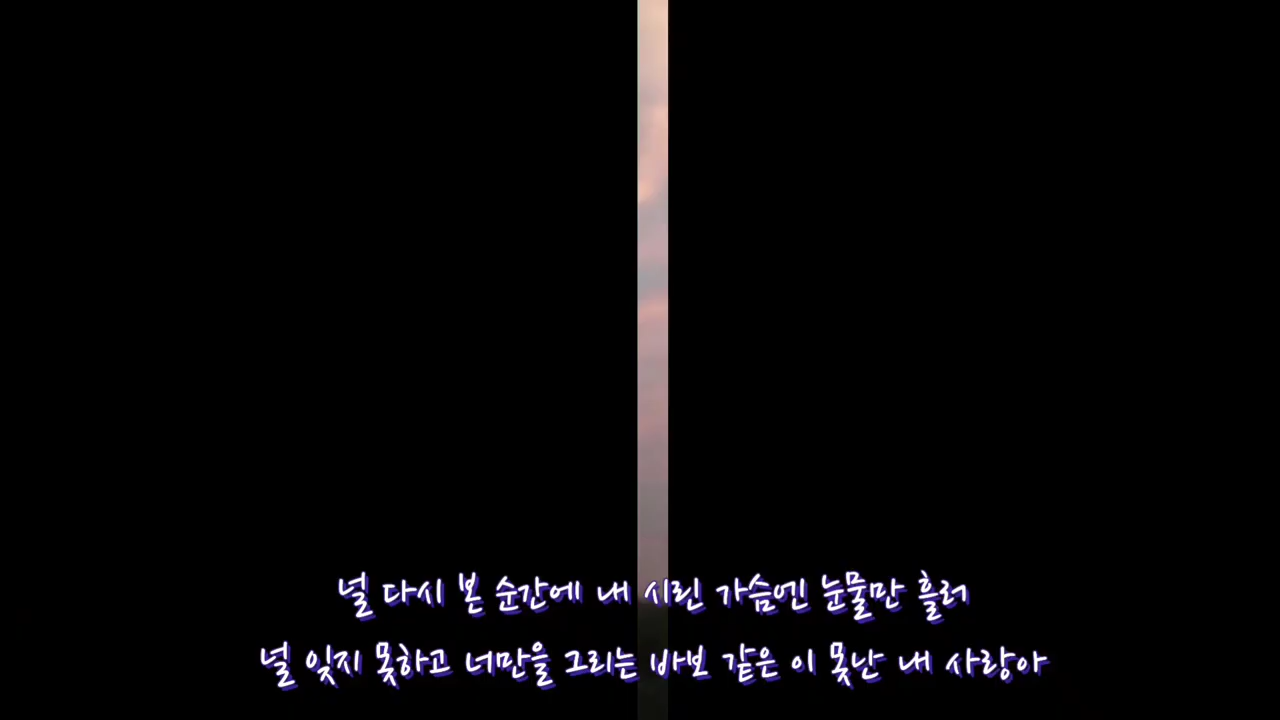 널 다시 본 순간에 내 시린 가슴엔 눈물만 흘러
널 잊지 못하고 너만을 그리는 바보 같은 이 못난 내 사랑아